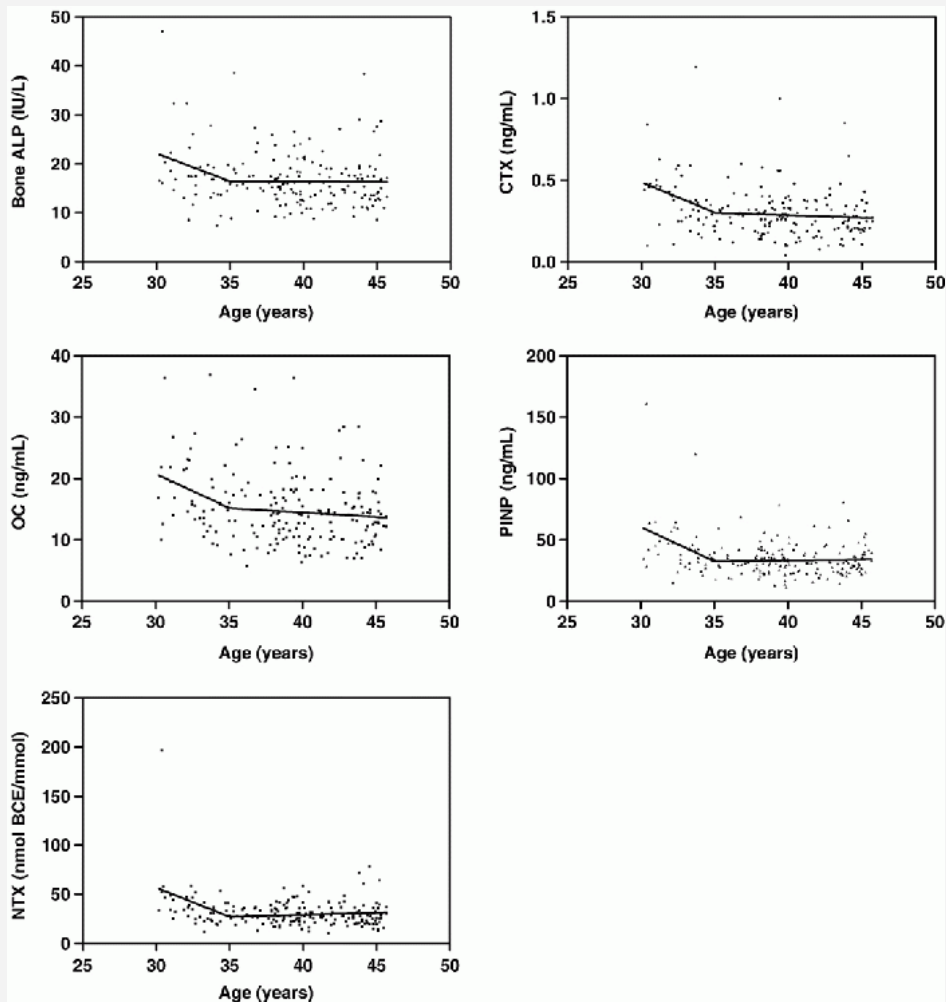 Bone ALP (IU/L)
50
40
30
20
10
0
25 30 35 40 45 50
Age (years)
CTX (ng/mL)
1.5
1.0
0.5
0.0
25 30 35 40 45 50
Age (years)
OC (ng/mL)
40
30
20
10
0
25 30 35 40 45 50
Age (years)
PINP (ng/mL)
200
150
100
50
0
25 30 35 40 45 50
Age (years)
NTX (nmol BCE/mmol)
250
200
150
100
50
0
25 30 35 40 45 50
Age (years)